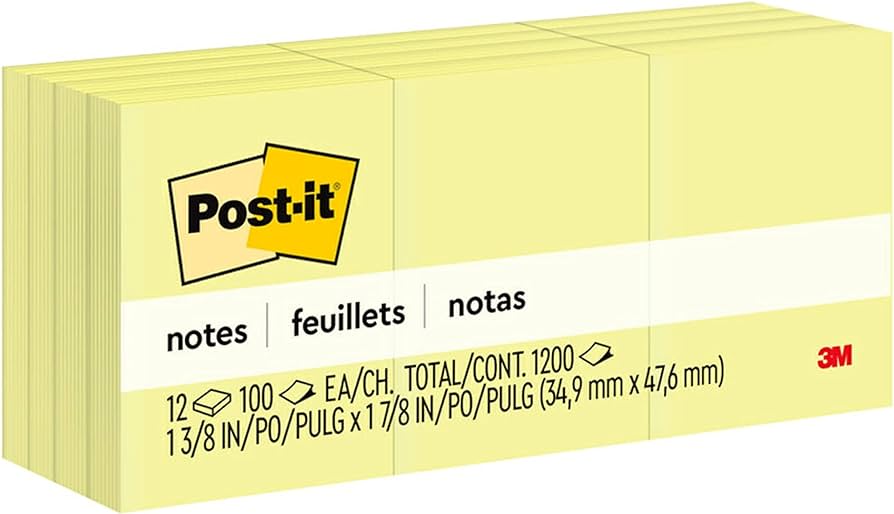 Post-it®
notes | feuillets | notas
12 100 EA/CH. TOTAL/CONT. 1200
1 3/8 IN/PO/PULG x 1 7/8 IN/PO/PULG (34,9 mm x 47,6 mm)
3M